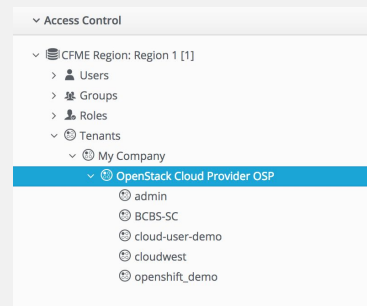 Access Control
CFME Region: Region 1 [1]
Users
Groups
Roles
Tenants
My Company
OpenStack Cloud Provider OSP
admin
BCBS-SC
cloud-user-demo
cloudwest
openshift_demo